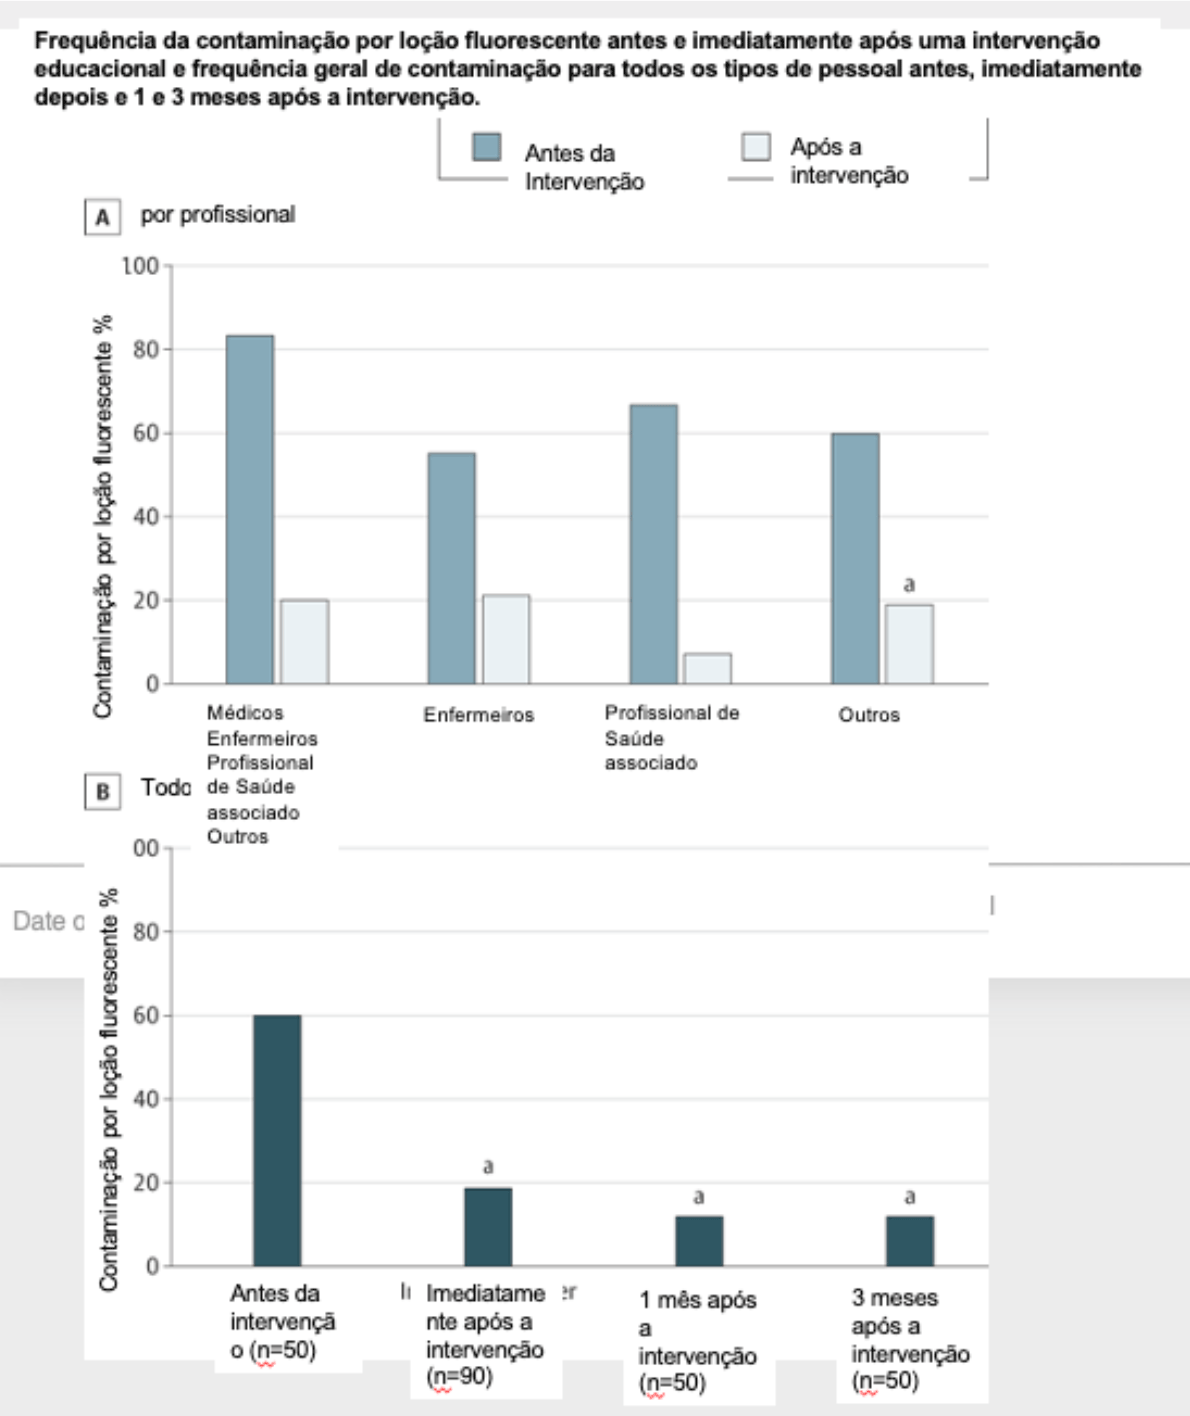 Frequência da contaminação por loção fluorescente antes e imediatamente após uma intervenção
educacional e frequência geral de contaminação para todos os tipos de pessoal antes, imediatamente
depois e 1 e 3 meses após a intervenção.
Antes da
Intervenção
Após a
intervenção
A por profissional
Contaminação por loção fluorescente %
100
80
60
40
20
0
a
Médicos
Enfermeiros
Profissional
de Saúde
associado
Outros
Enfermeiros
Profissional de
Saúde
associado
Outros
B Todo
Contaminação por loção fluorescente %
00
80
60
40
20
0
a
a
a
Antes da
intervençã
o (n=50)
Imediatame
nte após a
intervenção
(n=90)
1 mês após
a
intervenção
(n=50)
3 meses
após a
intervenção
(n=50)
Date